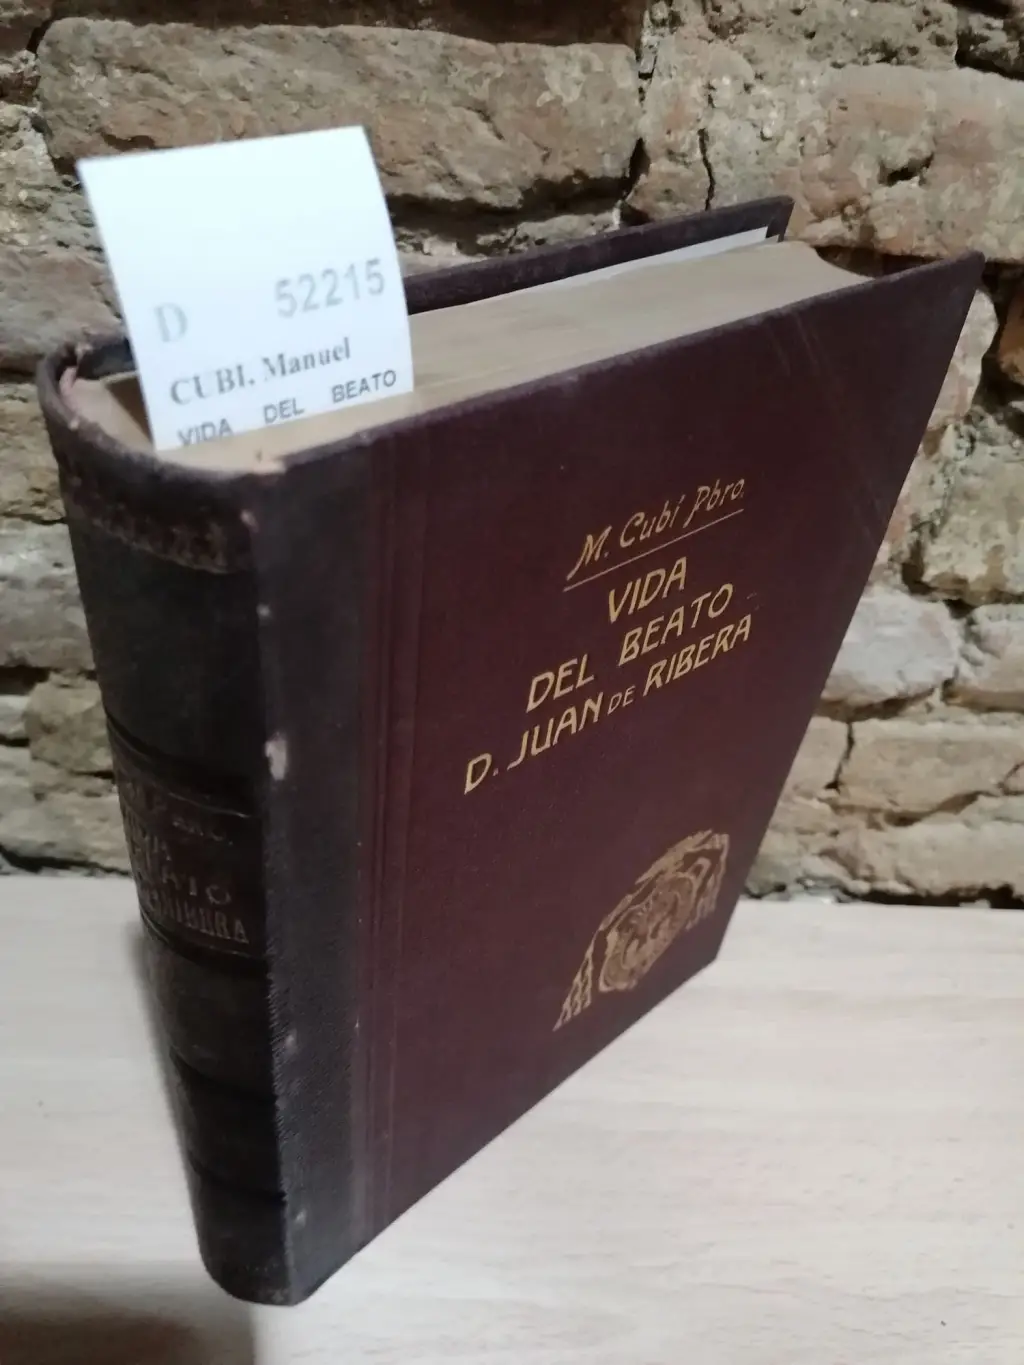 D 52215
CUBI. Manuel
VIDA DEL BEATO
M. Cubí Pbro.
VIDA
DEL BEATO
D. JUAN DE RIBERA